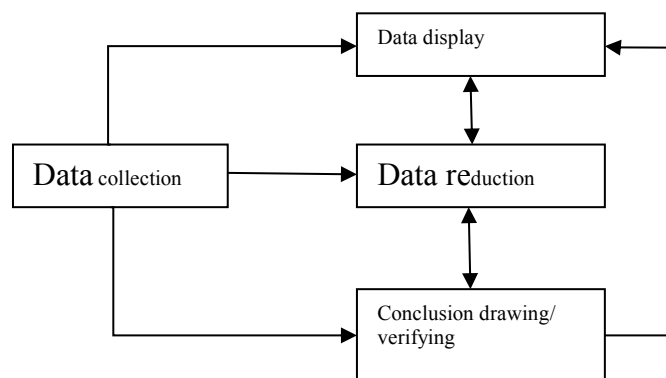 Data display
Data collection
Data reduction
Conclusion drawing/
verifying